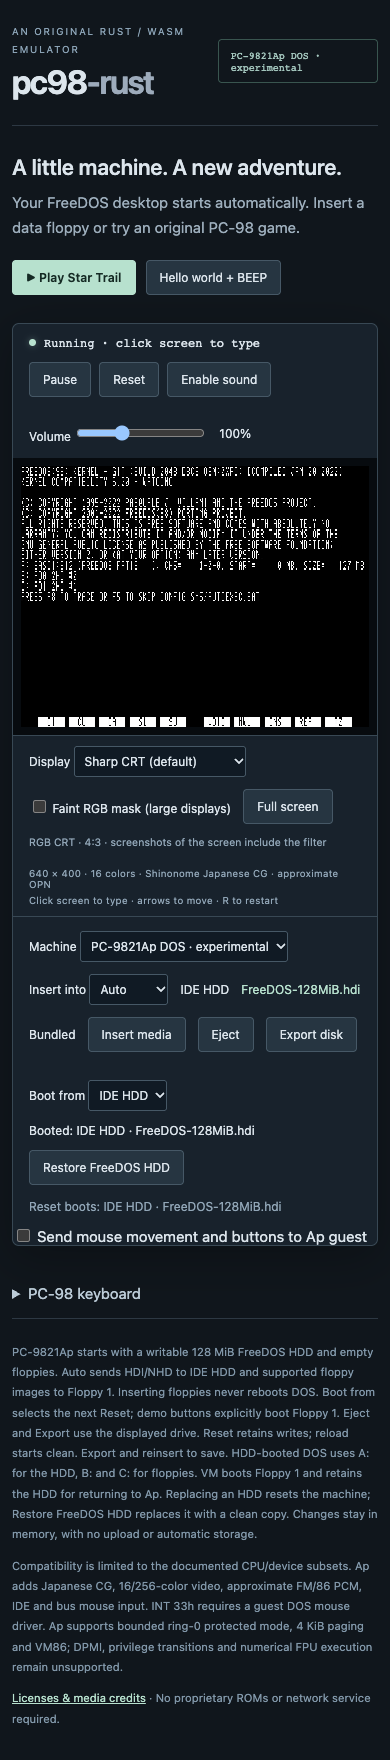 AN ORIGINAL RUST / WASM
EMULATOR
pc98-rust
PC-9821Ap DOS ·
experimental
A little machine. A new adventure.
Your FreeDOS desktop starts automatically. Insert a
data floppy or try an original PC-98 game.
▶ Play Star Trail
Hello world + BEEP
Running · click screen to type
Pause
Reset
Enable sound
Volume
100%
Display
Sharp CRT (default)
Faint RGB mask (large displays)
Full screen
RGB CRT · 4:3 · screenshots of the screen include the filter
640 × 400 · 16 colors · Shinonome Japanese CG · approximate
OPN
Click screen to type · arrows to move · R to restart
Machine
PC-9821Ap DOS · experimental
Insert into
Auto
IDE HDD
FreeDOS-128MiB.hdi
Bundled
Insert media
Eject
Export disk
Boot from
IDE HDD
Booted: IDE HDD · FreeDOS-128MiB.hdi
Restore FreeDOS HDD
Reset boots: IDE HDD · FreeDOS-128MiB.hdi
Send mouse movement and buttons to Ap guest
▶ PC-98 keyboard
PC-9821Ap starts with a writable 128 MiB FreeDOS HDD and empty
floppies. Auto sends HDI/NHD to IDE HDD and supported floppy
images to Floppy 1. Inserting floppies never reboots DOS. Boot from
selects the next Reset; demo buttons explicitly boot Floppy 1. Eject
and Export use the displayed drive. Reset retains writes; reload
starts clean. Export and reinsert to save. HDD-booted DOS uses A:
for the HDD, B: and C: for floppies. VM boots Floppy 1 and retains
the HDD for returning to Ap. Replacing an HDD resets the machine;
Restore FreeDOS HDD replaces it with a clean copy. Changes stay in
memory, with no upload or automatic storage.
Compatibility is limited to the documented CPU/device subsets. Ap
adds Japanese CG, 16/256-color video, approximate FM/86 PCM,
IDE and bus mouse input. INT 33h requires a guest DOS mouse
driver. Ap supports bounded ring-0 protected mode, 4 KiB paging
and VM86; DPMI, privilege transitions and numerical FPU execution
remain unsupported.
Licenses & media credits · No proprietary ROMs or network service
required.